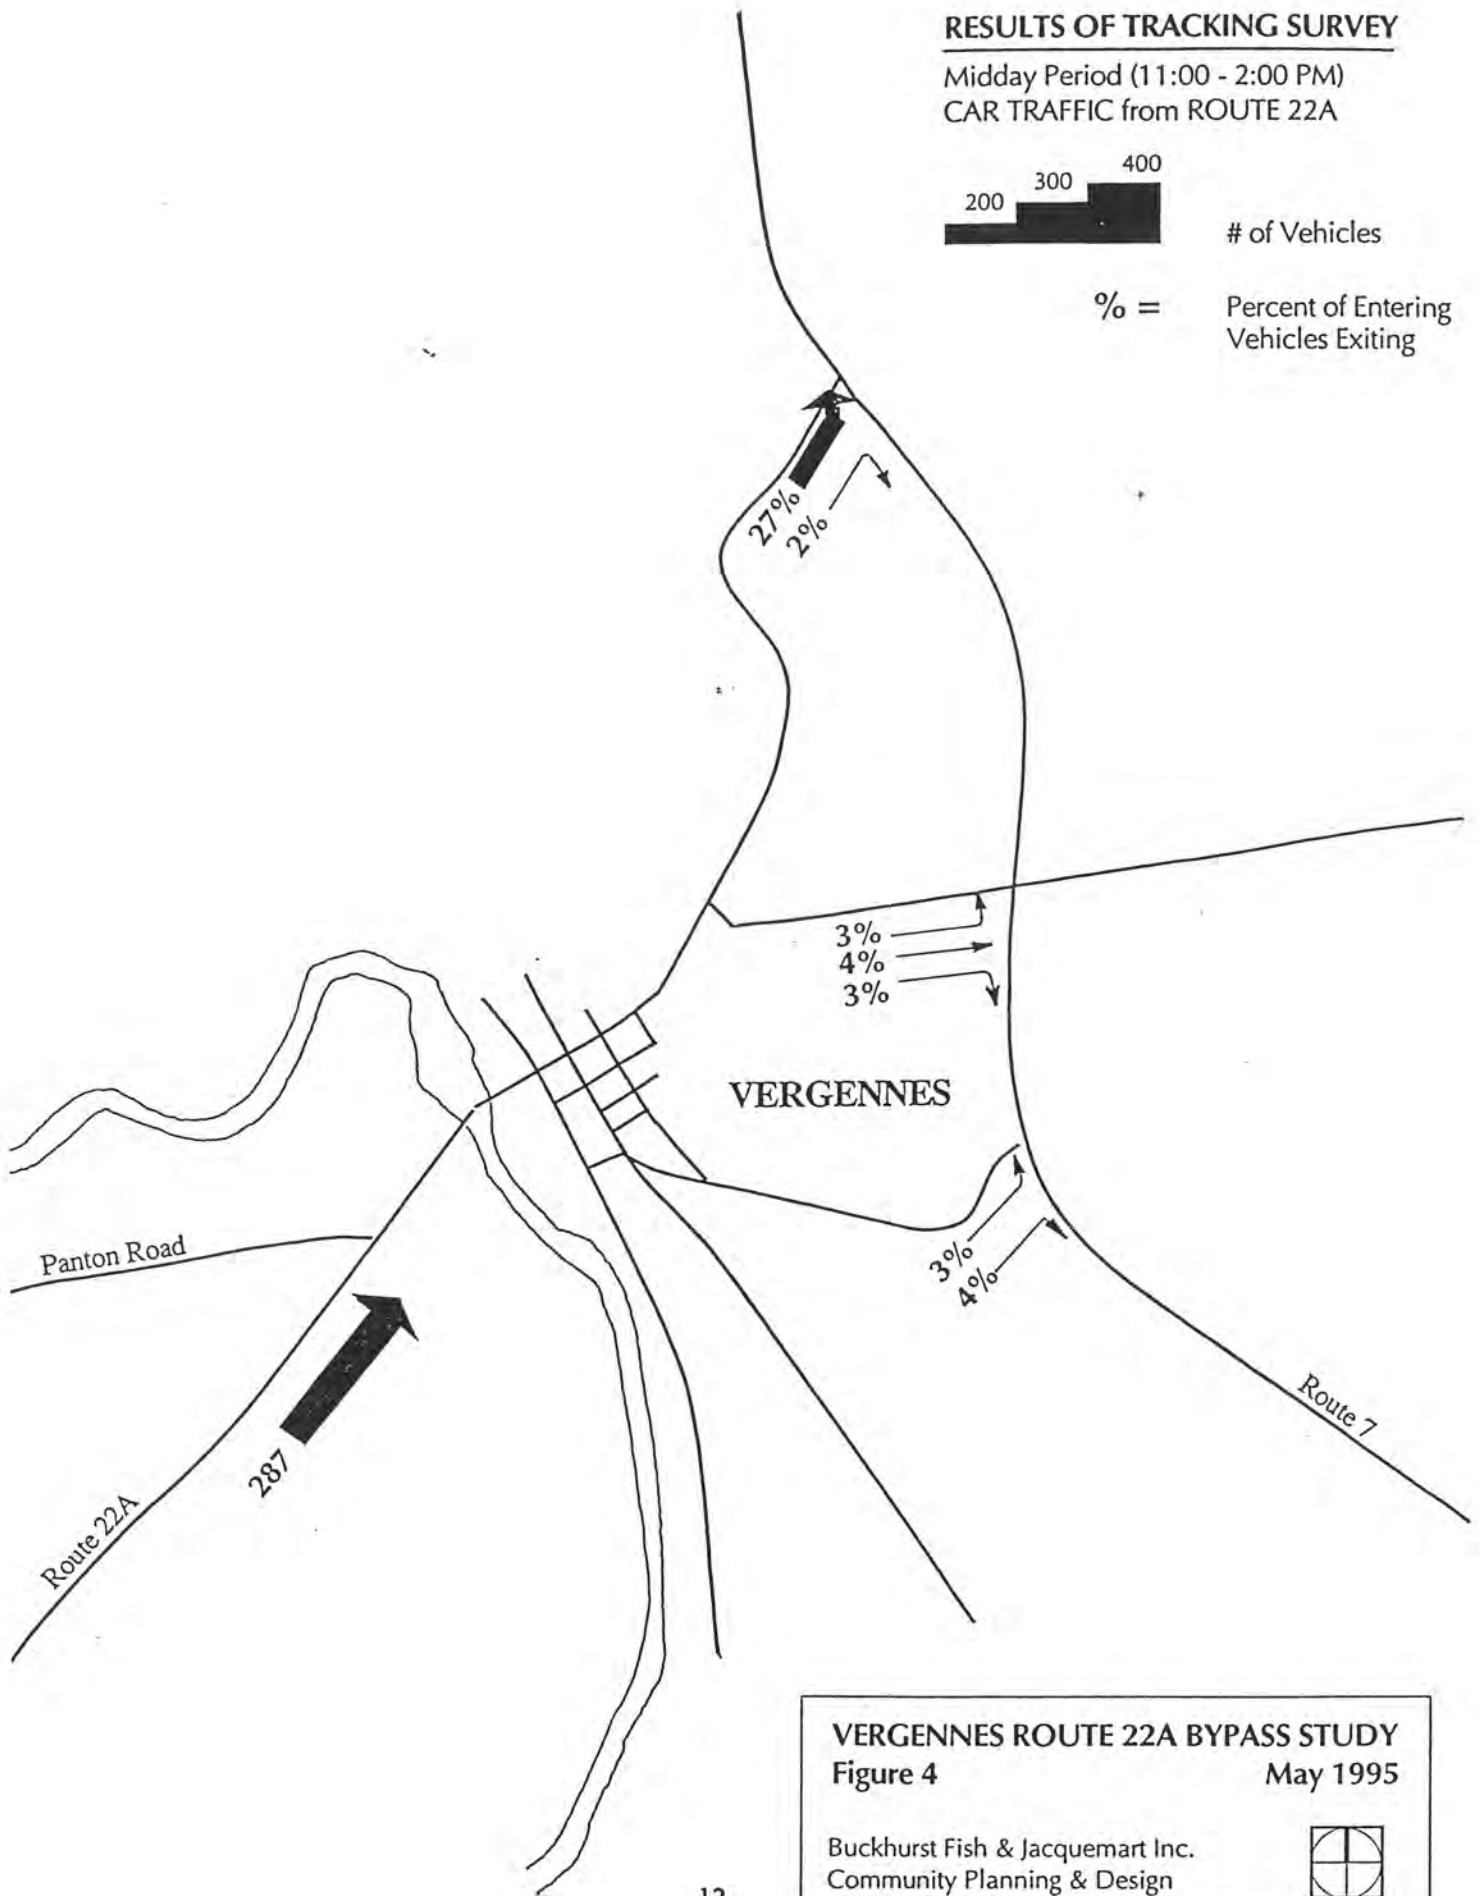 RESULTS OF TRACKING SURVEY
Midday Period (11:00 - 2:00 PM)
CAR TRAFFIC from ROUTE 22A
200
300
400
# of Vehicles
% =
Percent of Entering
Vehicles Exiting
27%
2%
3%
4%
3%
VERGENNES
3%
4%
Panton Road
287
Route 22A
Route 7
VERGENNES ROUTE 22A BYPASS STUDY
Figure 4
May 1995
Buckhurst Fish & Jacquemart Inc.
Community Planning & Design
12